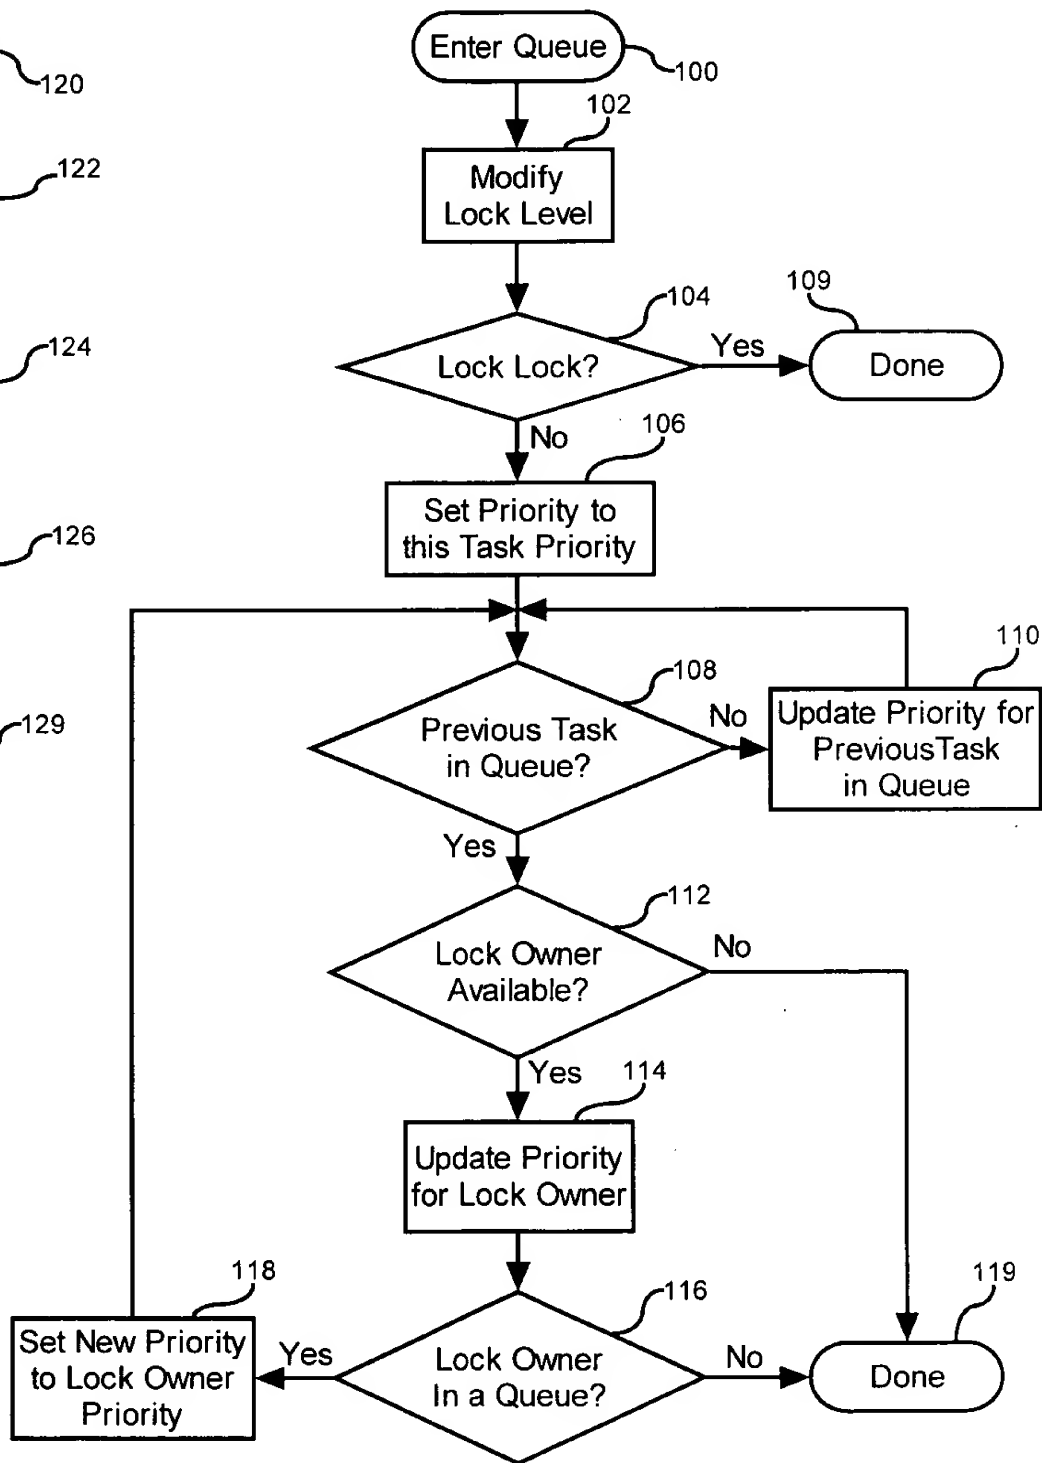 Enter Queue
100
120
102
122
Modify
Lock Level
109
104
Lock Lock?
Yes
Done
124
No
106
Set Priority to
this Task Priority
126
110
108
129
Previous Task
in Queue?
No
Update Priority for
PreviousTask
in Queue
Yes
112
Lock Owner
Available?
No
Yes
114
Update Priority
for Lock Owner
118
116
119
Set New Priority
to Lock Owner
Priority
Yes
Lock Owner
In a Queue?
No
Done